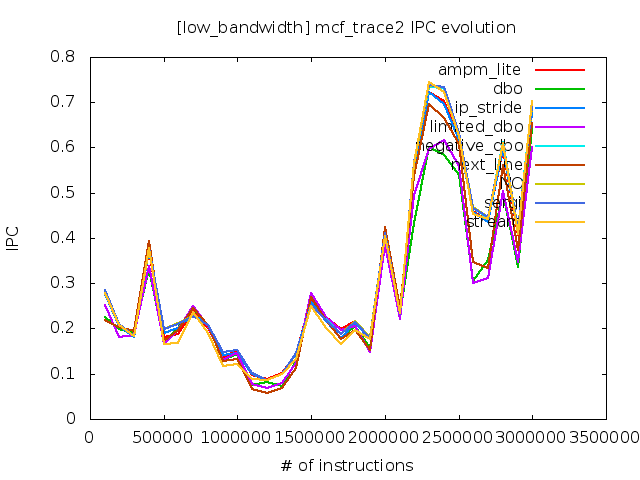 [low_bandwidth] mcf_trace2 IPC evolution
IPC
0.8
0.7
0.6
0.5
0.4
0.3
0.2
0.1
0
ampm_lite
dbo
ip_stride
limited_dbo
negative_dbo
next_line
stream
0
500000
1000000
1500000
2000000
2500000
3000000
3500000
# of instructions